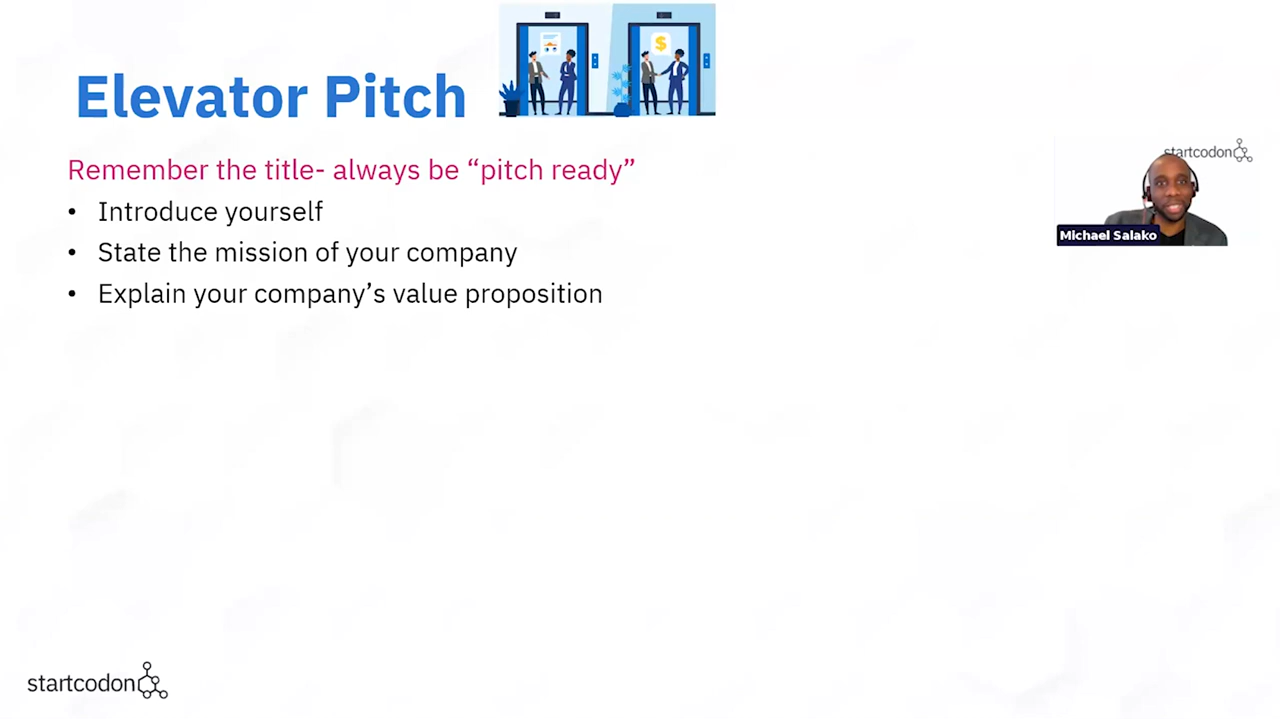 Elevator Pitch
Remember the title- always be “pitch ready”
• Introduce yourself
• State the mission of your company
• Explain your company’s value proposition
startcodon
Michael Salako
startcodon